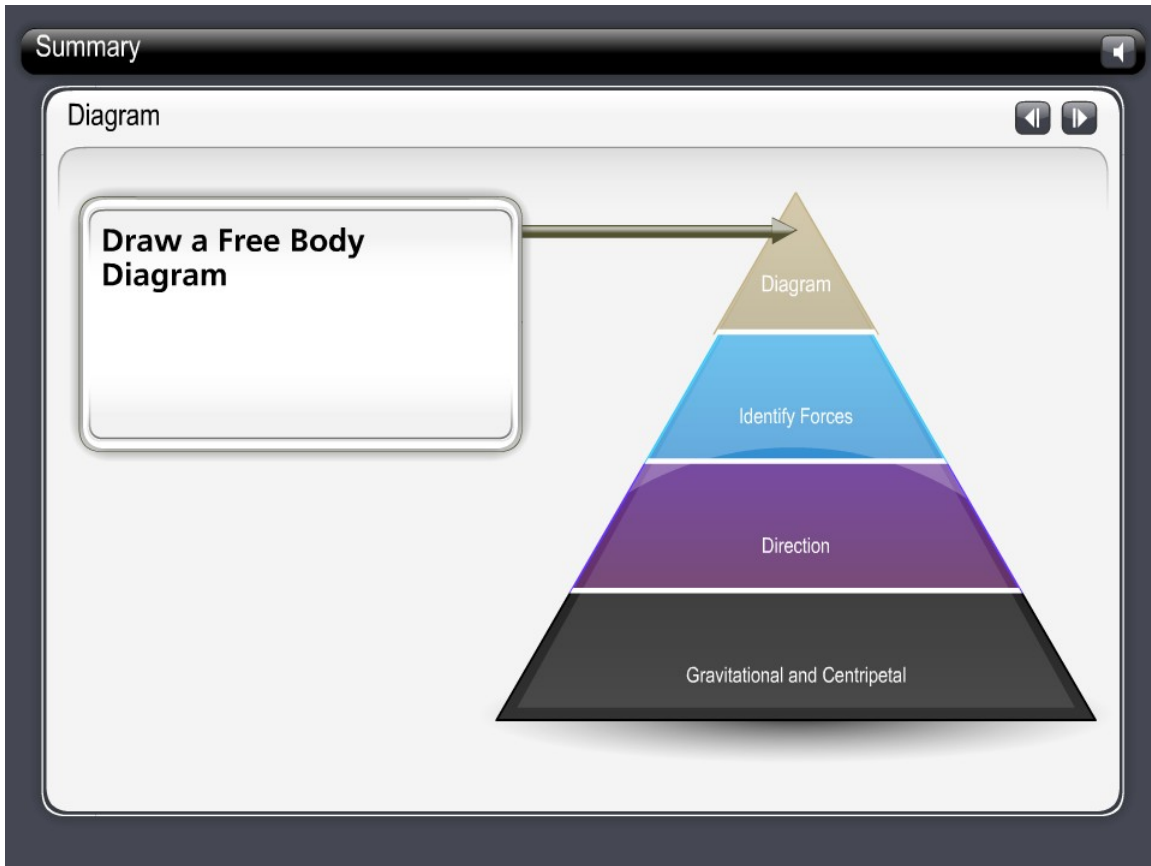 Summary
Diagram
Draw a Free Body
Diagram
Diagram
Identify Forces
Direction
Gravitational and Centripetal